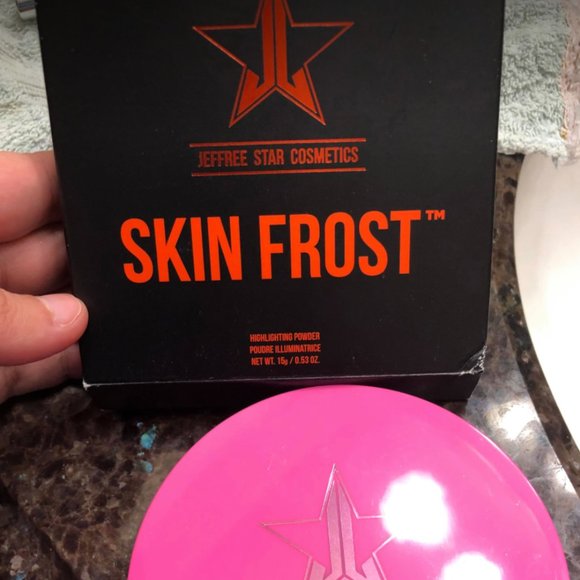 JEFFREE STAR COSMETICS
SKIN FROST™
HIGHLIGHTING POWDER
POUDRE ILLUMINATRICE
NET WT. 15g / 0.53 OZ.